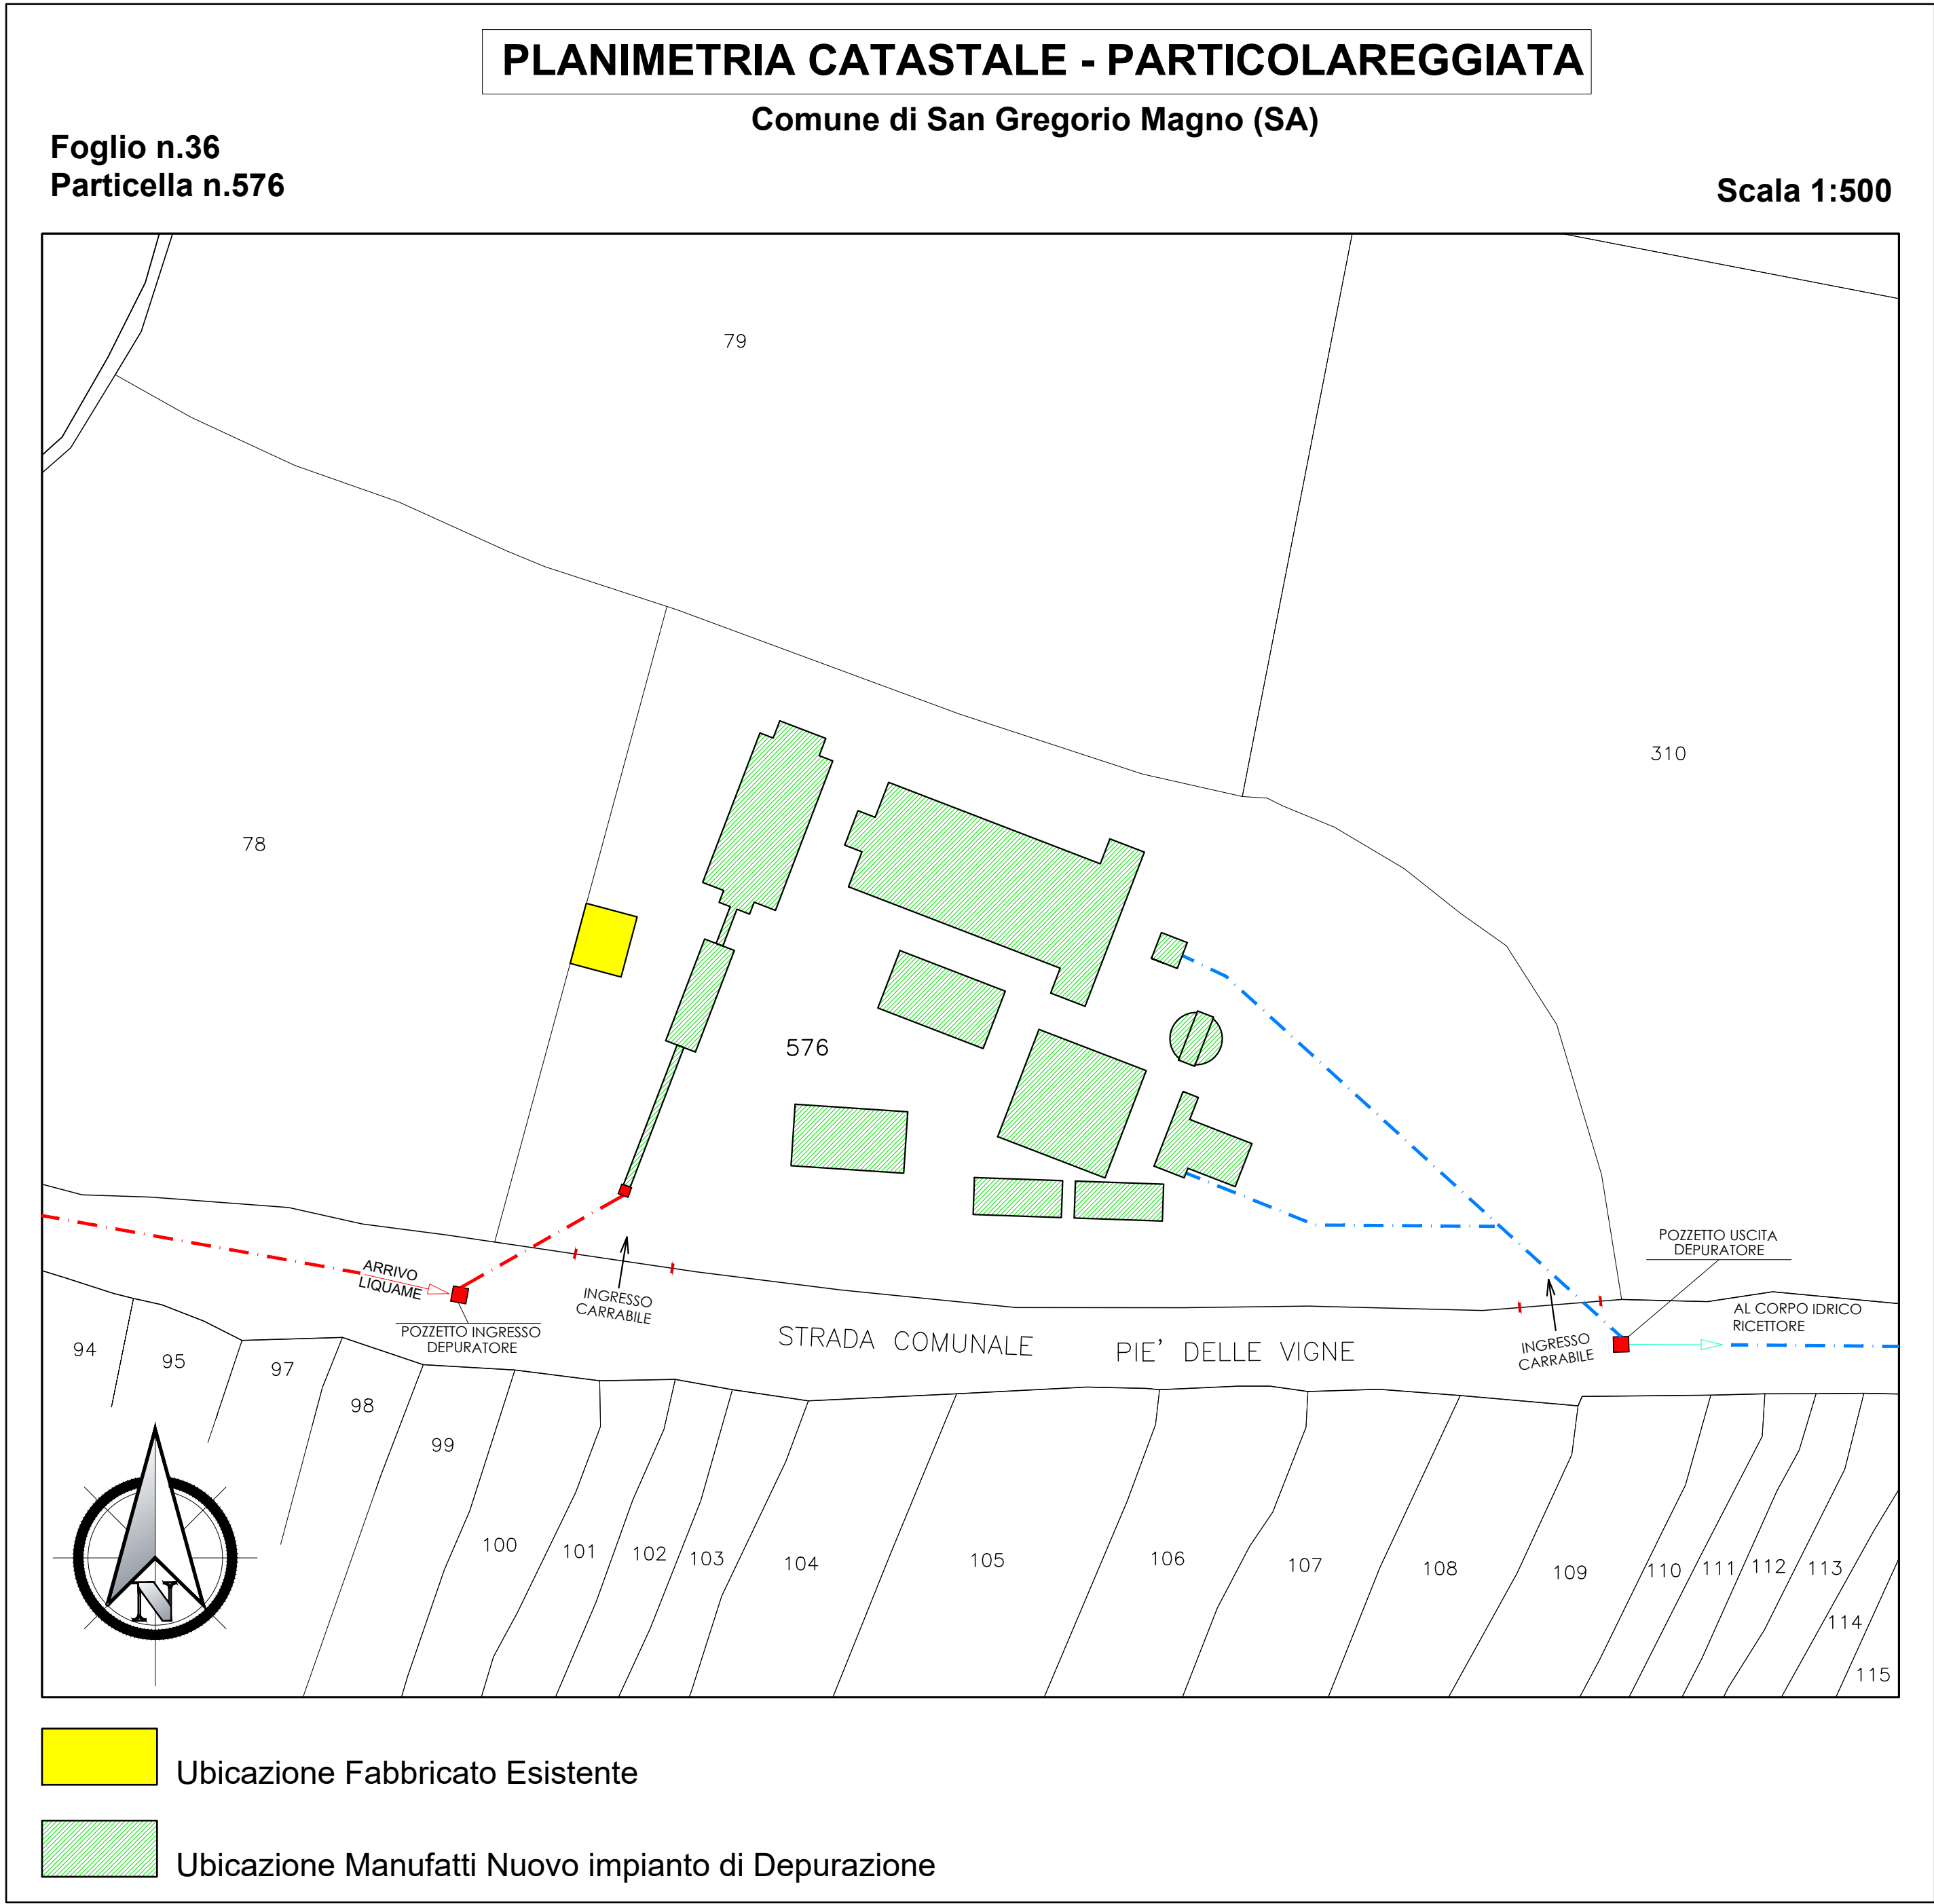 PLANIMETRIA CATASTALE - PARTICOLAREGGIATA
Comune di San Gregorio Magno (SA)
Foglio n.36
Particella n.576
Scala 1:500
79
310
78
576
POZZETTO USCITA
DEPURATORE
ARRIVO
LIQUAME
INGRESSO
CARRABILE
AL CORPO IDRICO
RICETTORE
POZZETTO INGRESSO
DEPURATORE
STRADA COMUNALE PIE' DELLE VIGNE
INGRESSO
CARRABILE
94
95
97
98
99
100
101
102
103
104
105
106
107
108
109
110
111
112
113
114
115
N
Ubicazione Fabbricato Esistente
Ubicazione Manufatti Nuovo impianto di Depurazione